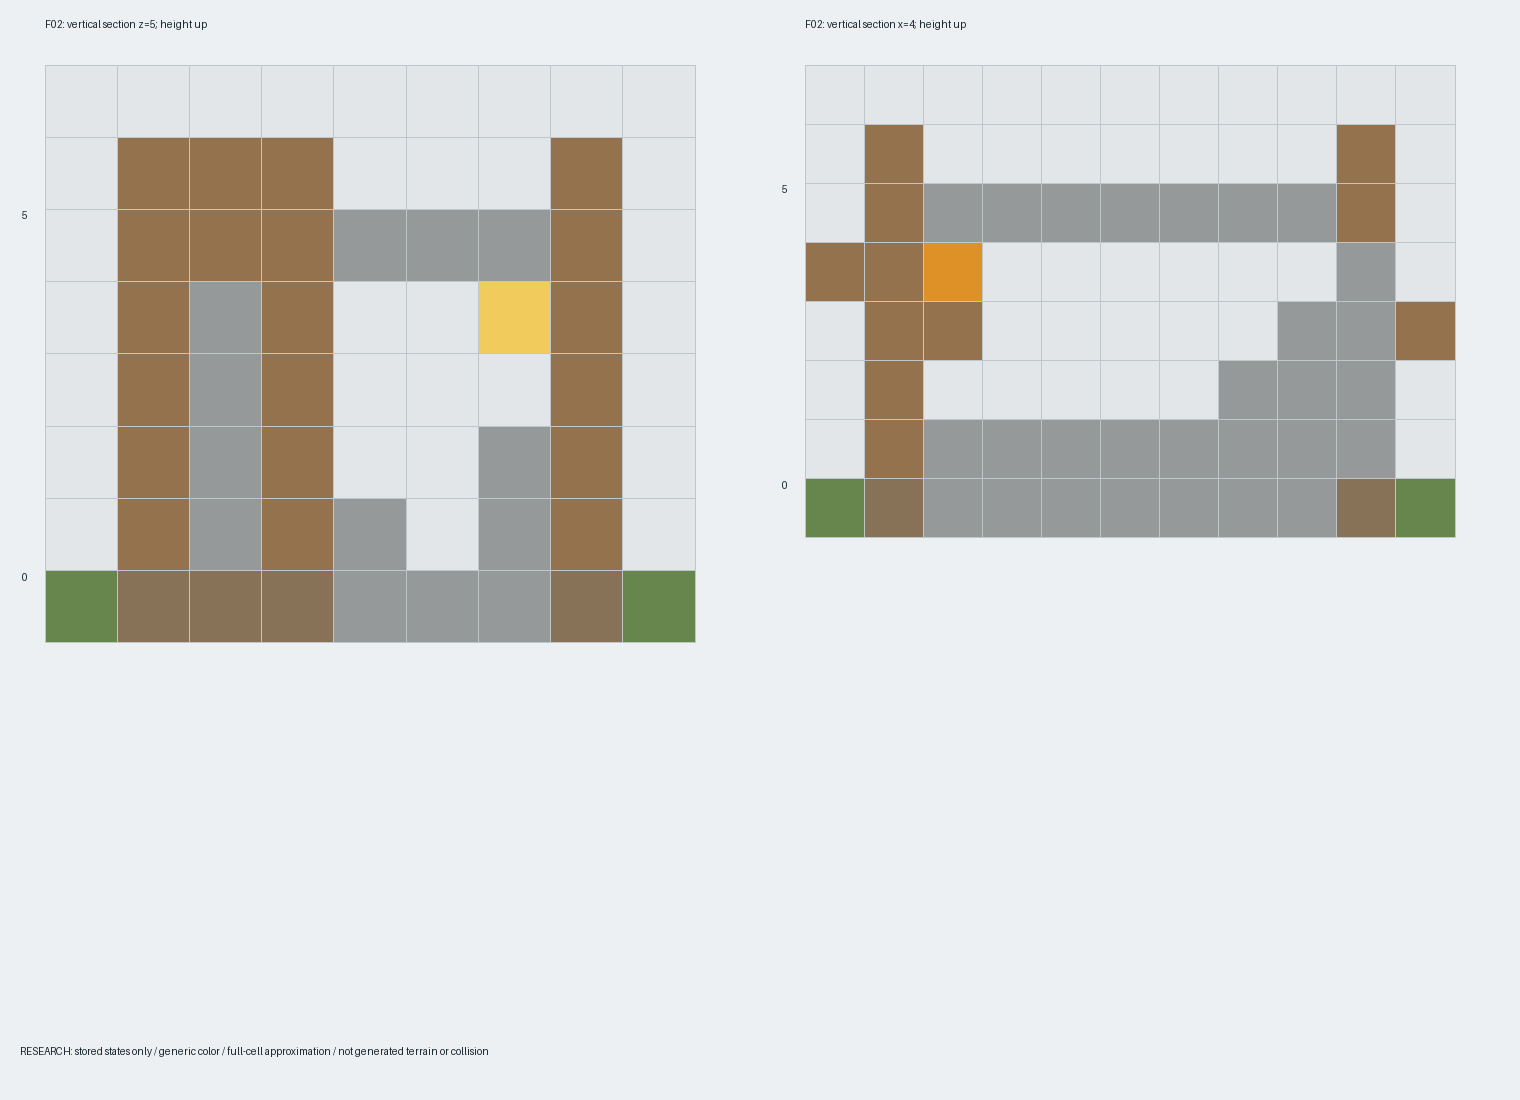 F02: vertical section z=5; height up
F02: vertical section x=4; height up
5
5
0
0
RESEARCH: stored states only / generic color / full-cell approximation / not generated terrain or collision